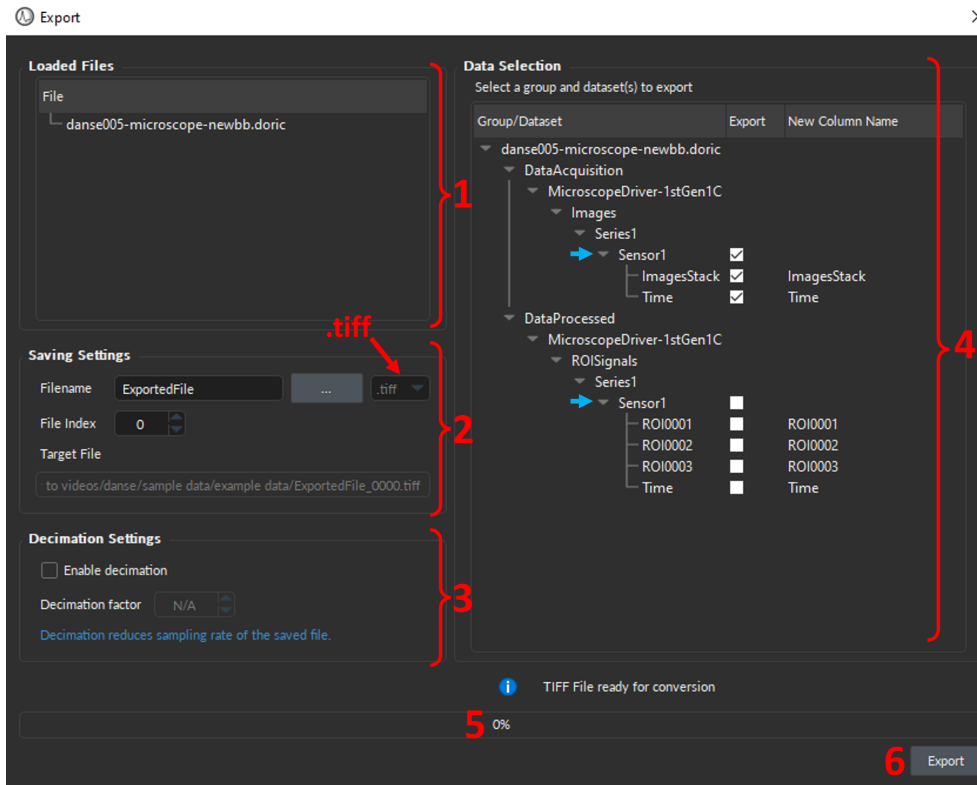 Export
Loaded Files
File
danse005-microscope-newbb.doric
1
.tiff
Saving Settings
Filename ExportedFile ... .tiff
File Index 0
Target File
to videos/danse/sample data/example data/ExportedFile_0000.tiff
2
Decimation Settings
Enable decimation
Decimation factor N/A
Decimation reduces sampling rate of the saved file.
3
Data Selection
Select a group and dataset(s) to export
Group/Dataset Export New Column Name
danse005-microscope-newbb.doric
DataAcquisition
MicroscopeDriver-1stGen1C
Images
Series1
Sensor1
ImagesStack ImagesStack
Time Time
DataProcessed
MicroscopeDriver-1stGen1C
ROISignals
Series1
Sensor1
ROI0001 ROI0001
ROI0002 ROI0002
ROI0003 ROI0003
Time Time
4
TIFF File ready for conversion
5 0%
6 Export